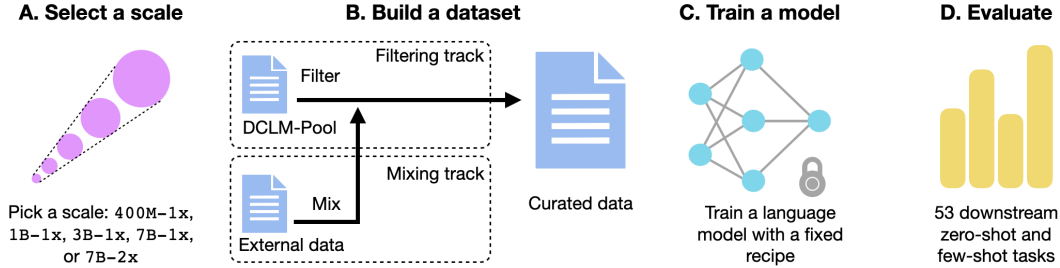 A. Select a scale
Pick a scale: 400M-1x,
1B-1x, 3B-1x, 7B-1x,
or 7B-2x
B. Build a dataset
Filtering track
Filter
DCLM-Pool
Mixing track
Mix
External data
Curated data
C. Train a model
Train a language
model with a fixed
recipe
D. Evaluate
53 downstream
zero-shot and
few-shot tasks